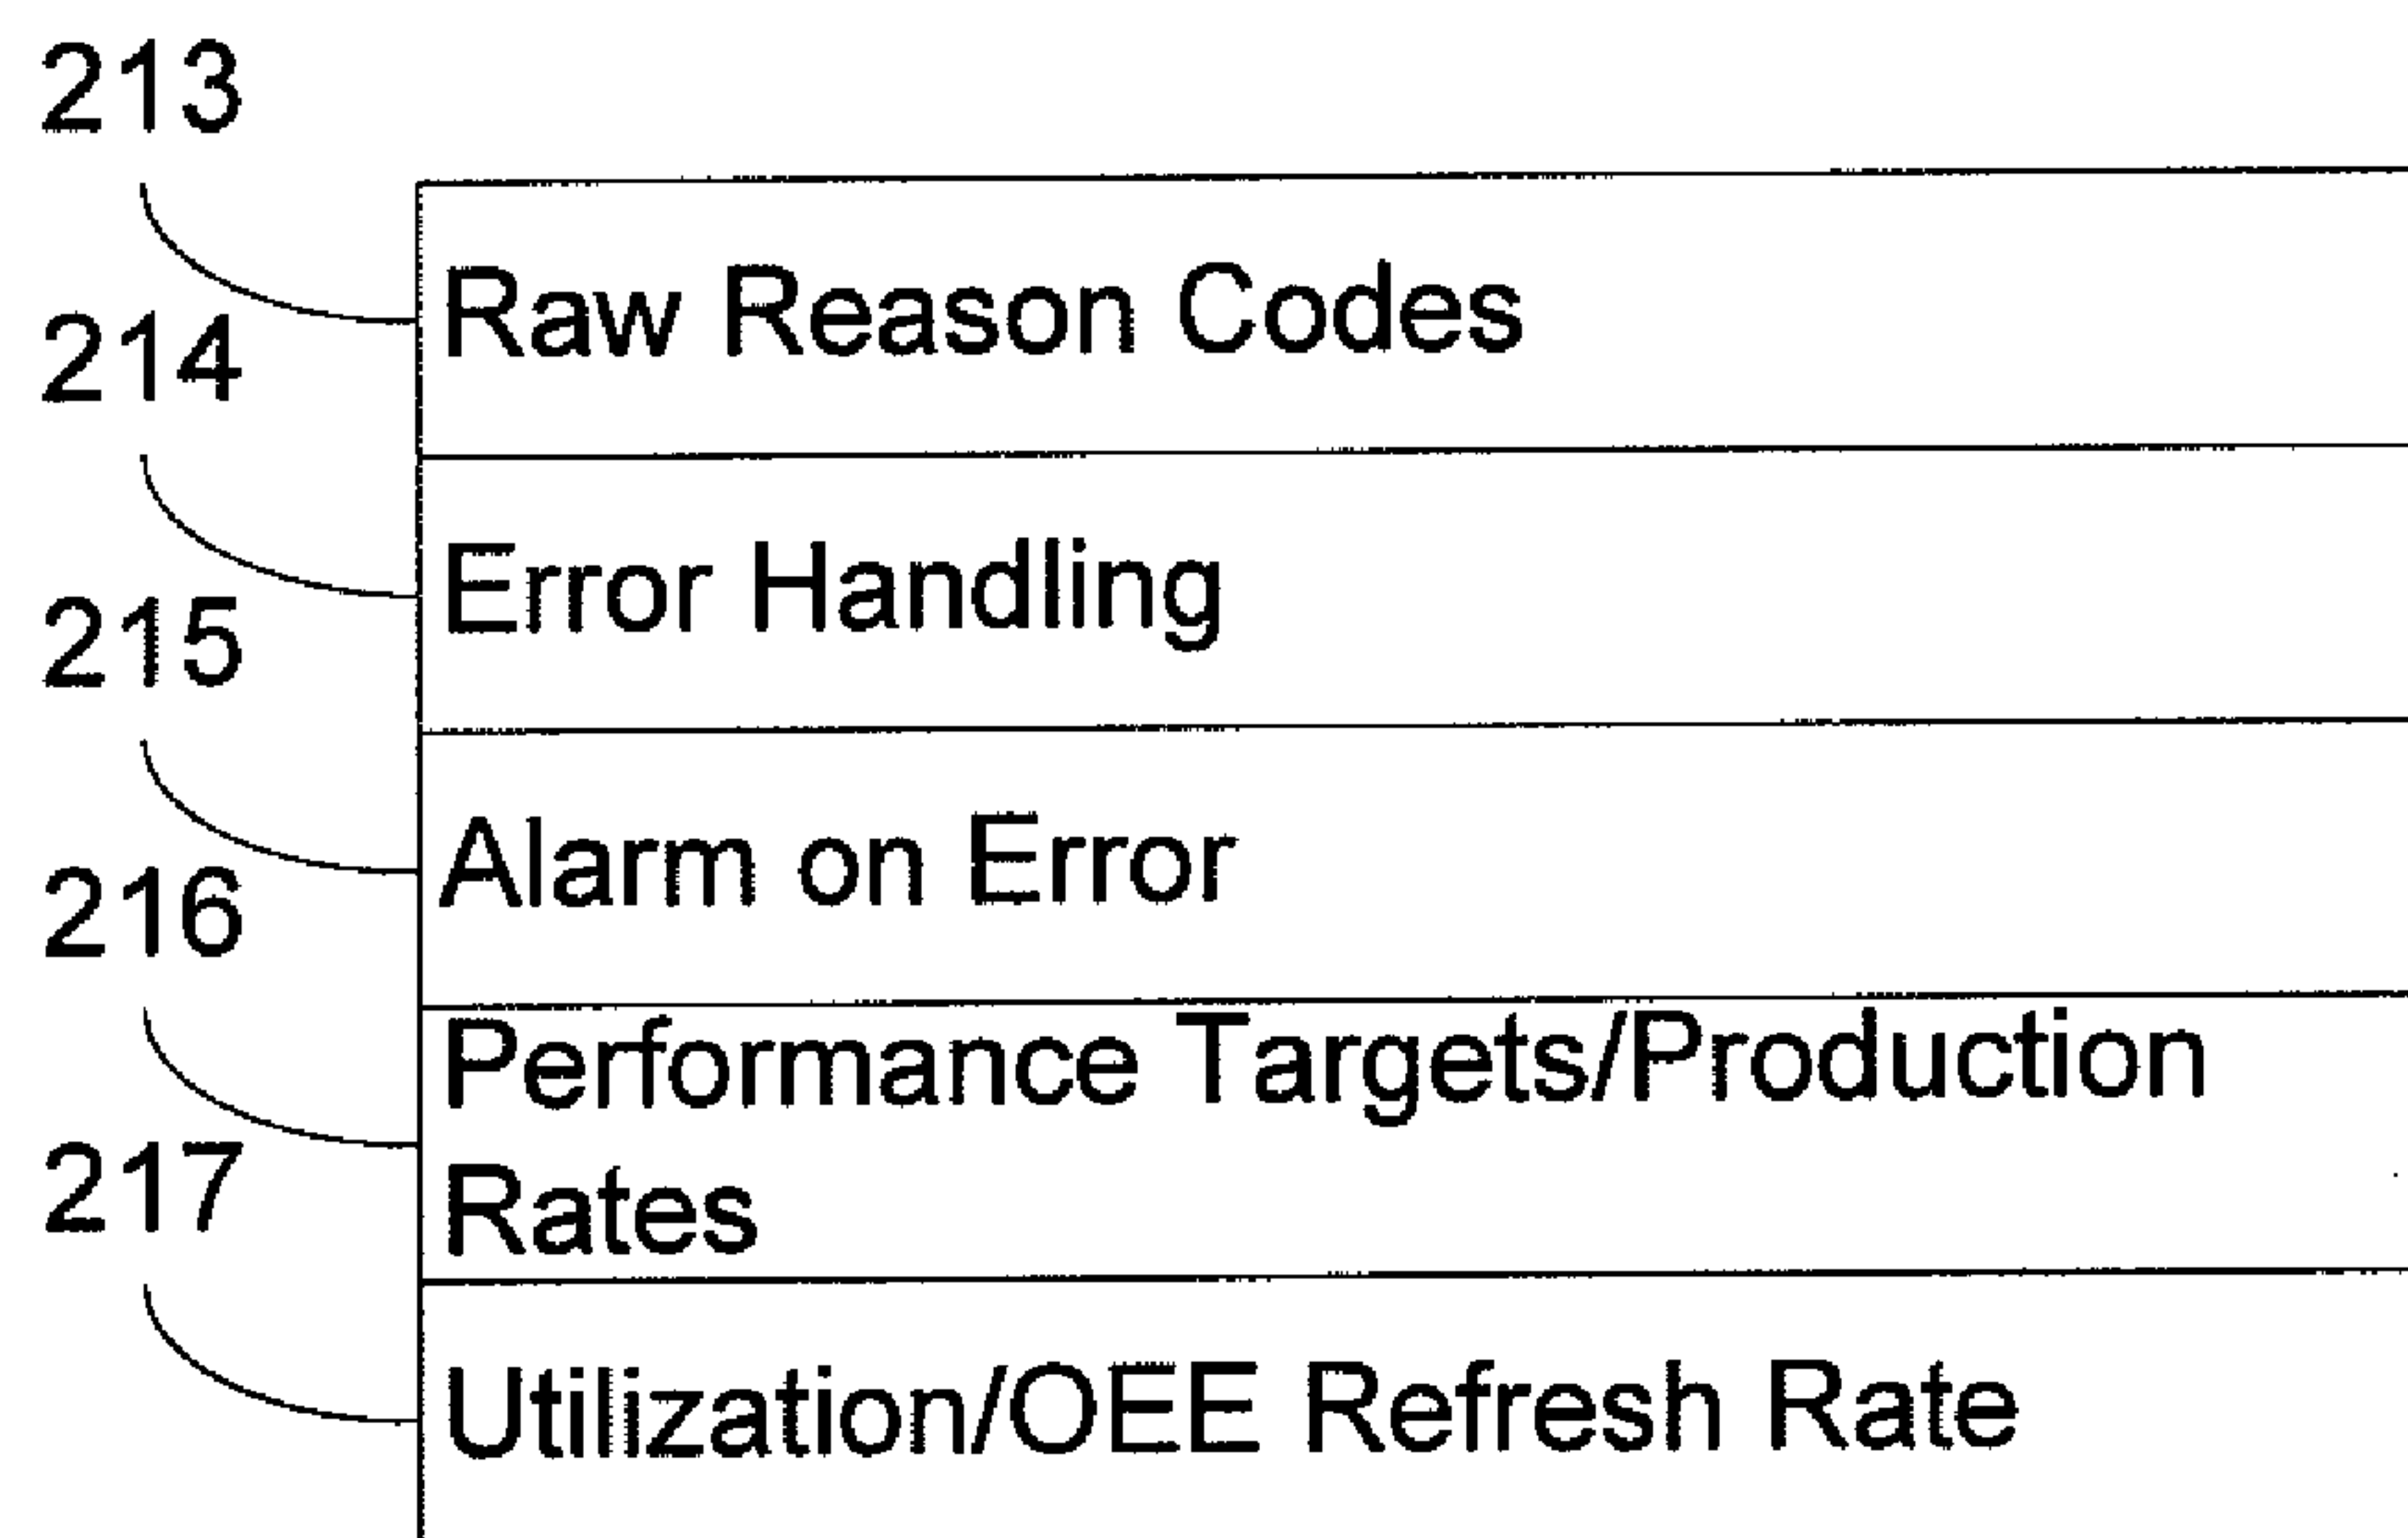 213
Raw Reason Codes
214
Error Handling
215
Alarm on Error
216
Performance Targets/Production
Rates
217
Utilization/OEE Refresh Rate